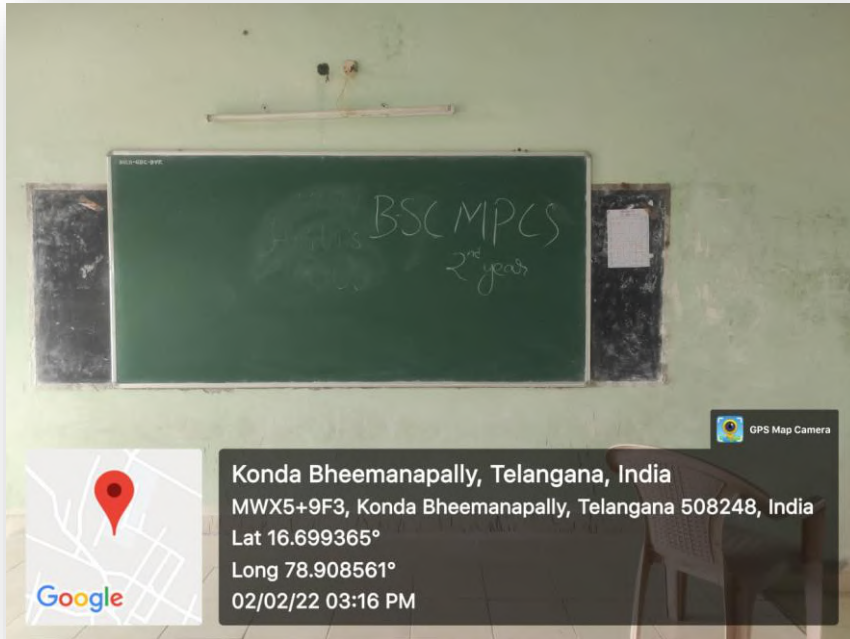 BSC MPCS
2nd year
GPS Map Camera
Konda Bheemanapally, Telangana, India
MWX5+9F3, Konda Bheemanapally, Telangana 508248, India
Lat 16.699365°
Long 78.908561°
02/02/22 03:16 PM
Google